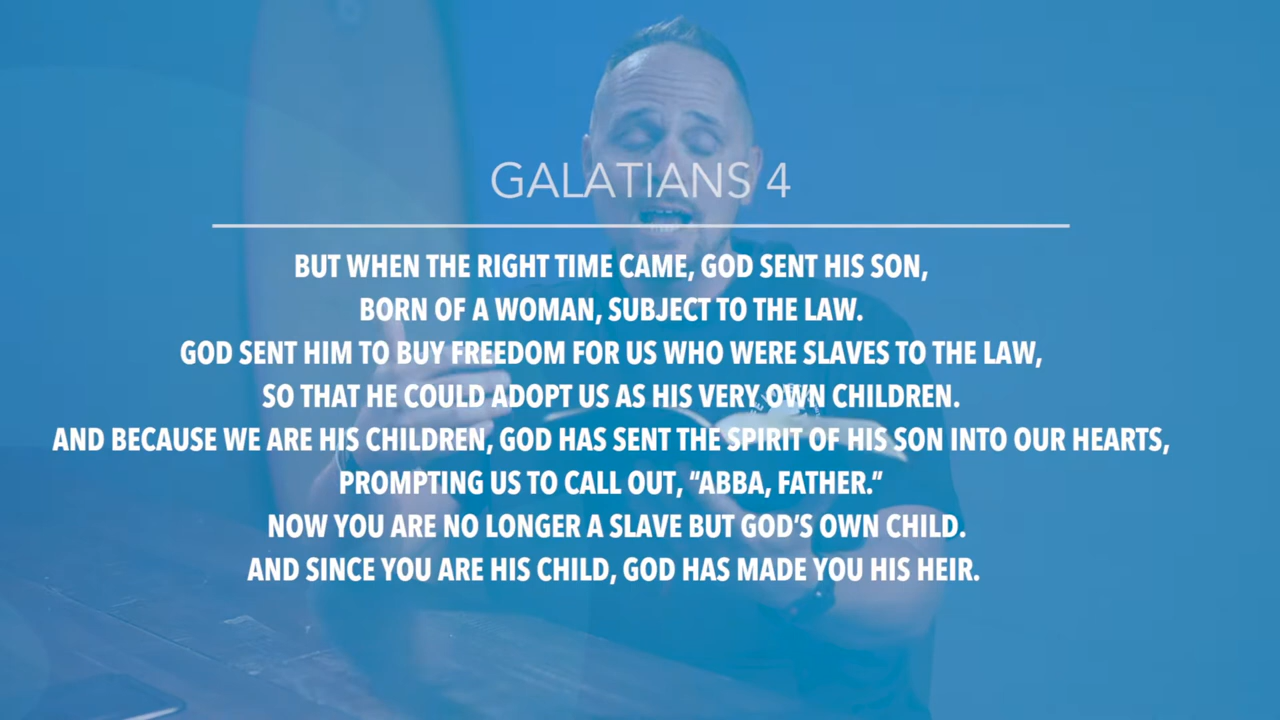 GALATIANS 4
BUT WHEN THE RIGHT TIME CAME, GOD SENT HIS SON,
BORN OF A WOMAN, SUBJECT TO THE LAW.
GOD SENT HIM TO BUY FREEDOM FOR US WHO WERE SLAVES TO THE LAW,
SO THAT HE COULD ADOPT US AS HIS VERY OWN CHILDREN.
AND BECAUSE WE ARE HIS CHILDREN, GOD HAS SENT THE SPIRIT OF HIS SON INTO OUR HEARTS,
PROMPTING US TO CALL OUT, “ABBA, FATHER.”
NOW YOU ARE NO LONGER A SLAVE BUT GOD’S OWN CHILD.
AND SINCE YOU ARE HIS CHILD, GOD HAS MADE YOU HIS HEIR.